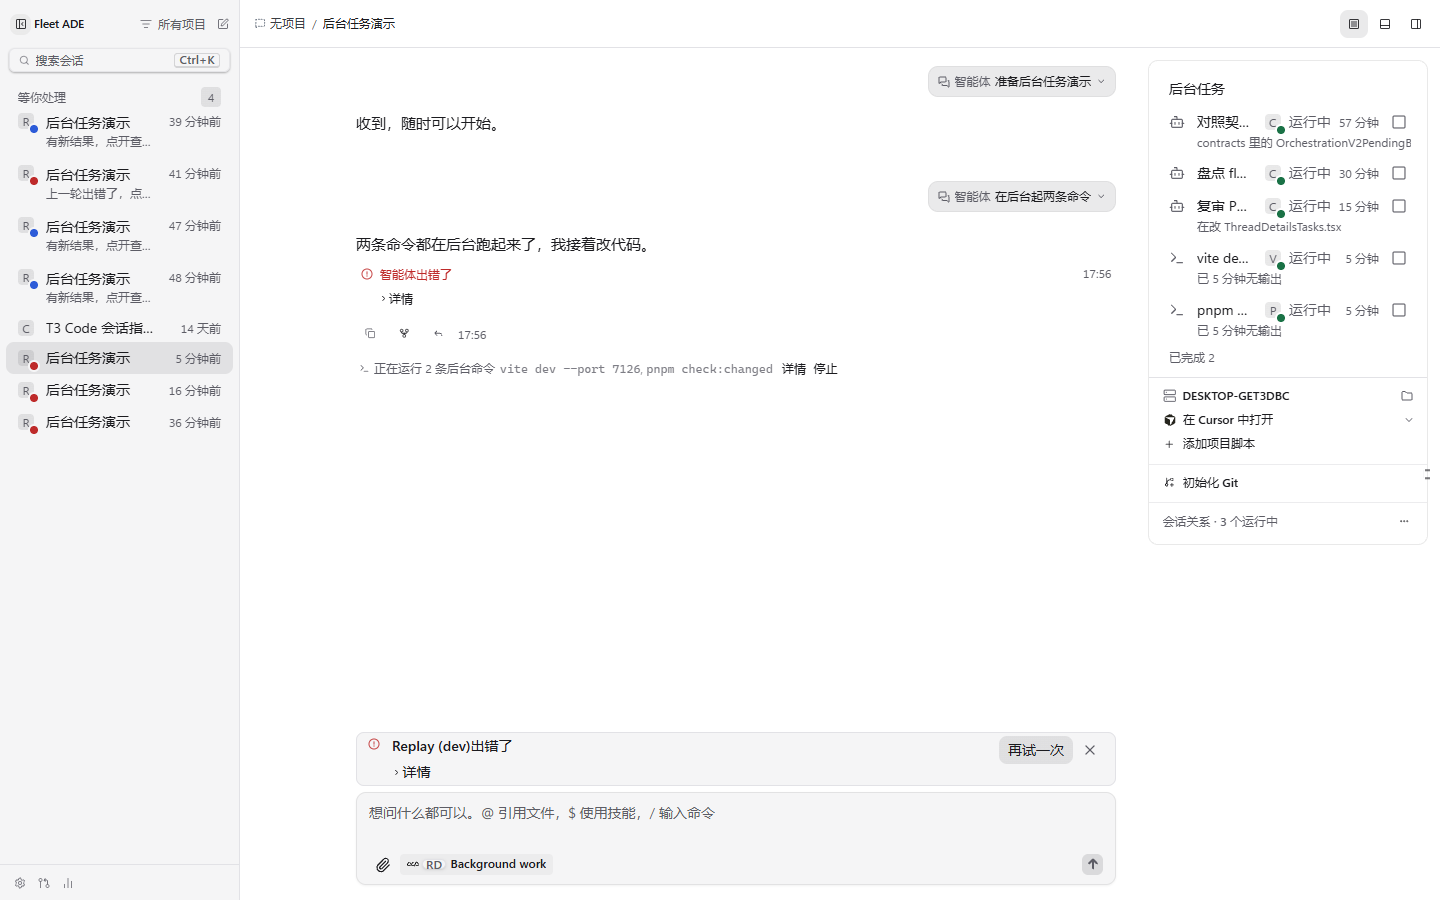 Fleet ADE
所有项目
搜索会话
Ctrl+K
等你处理
4
R 后台任务演示 39 分钟前
有新结果，点开查...
R 后台任务演示 41 分钟前
上一轮出错了，点...
R 后台任务演示 47 分钟前
有新结果，点开查...
R 后台任务演示 48 分钟前
有新结果，点开查...
C T3 Code 会话指... 14 天前
R 后台任务演示 5 分钟前
R 后台任务演示 16 分钟前
R 后台任务演示 36 分钟前
无项目 / 后台任务演示
智能体 准备后台任务演示
收到，随时可以开始。
智能体 在后台起两条命令
两条命令都在后台跑起来了，我接着改代码。
智能体出错了 17:56
详情
17:56
正在运行 2 条后台命令 vite dev --port 7126, pnpm check:changed 详情 停止
Replay (dev)出错了
再试一次
详情
想问什么都可以。@ 引用文件，$ 使用技能，/ 输入命令
RD Background work
后台任务
对照契... C 运行中 57 分钟
contracts 里的 OrchestrationV2PendingB
盘点 fl... C 运行中 30 分钟
复审 P... C 运行中 15 分钟
在改 ThreadDetailsTasks.tsx
vite de... V 运行中 5 分钟
已 5 分钟无输出
pnpm ... P 运行中 5 分钟
已 5 分钟无输出
已完成 2
DESKTOP-GET3DBC
在 Cursor 中打开
添加项目脚本
初始化 Git
会话关系 · 3 个运行中